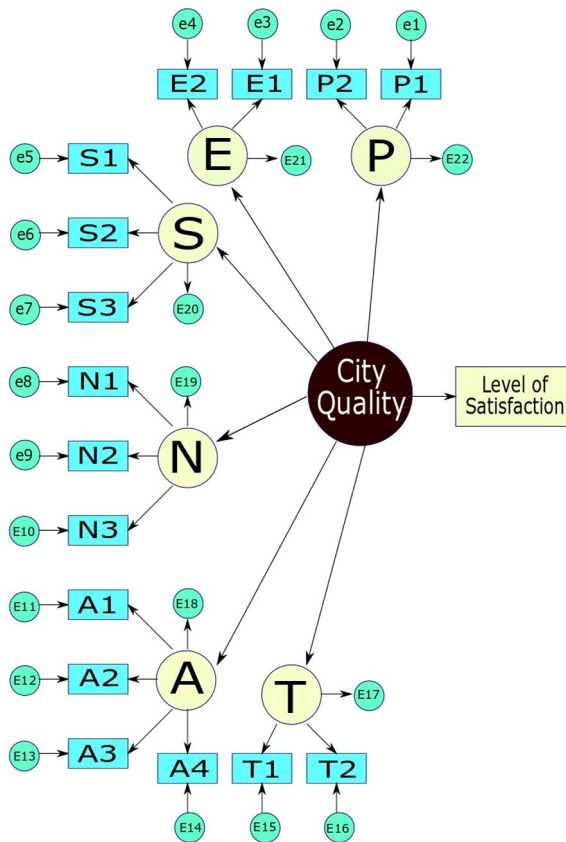 e4
e3
e2
e1
E2
E1
P2
P1
E
E21
P
E22
e5
S1
e6
S2
S
e7
S3
E20
City
Quality
Level of
Satisfaction
e8
N1
E19
e9
N2
N
E10
N3
E11
A1
E18
E12
A2
A
E13
A3
A4
E14
T
E17
T1
T2
E15
E16